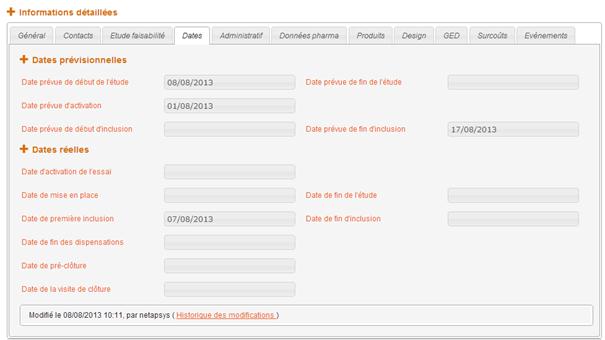 Informations détaillées
Général Contacts Etude faisabilité Dates Administratif Données pharma Produits Design GED Surcoûts Evénements
Dates prévisionnelles
Date prévue de début de l'étude 08/08/2013 Date prévue de fin de l'étude
Date prévue d'activation 01/08/2013
Date prévue de début d'inclusion Date prévue de fin d'inclusion 17/08/2013
Dates réelles
Date d'activation de l'essai
Date de mise en place Date de fin de l'étude
Date de première inclusion 07/08/2013 Date de fin d'inclusion
Date de fin des dispensations
Date de pré-clôture
Date de la visite de clôture
Modifié le 08/08/2013 10:11, par netapsys ( Historique des modifications )